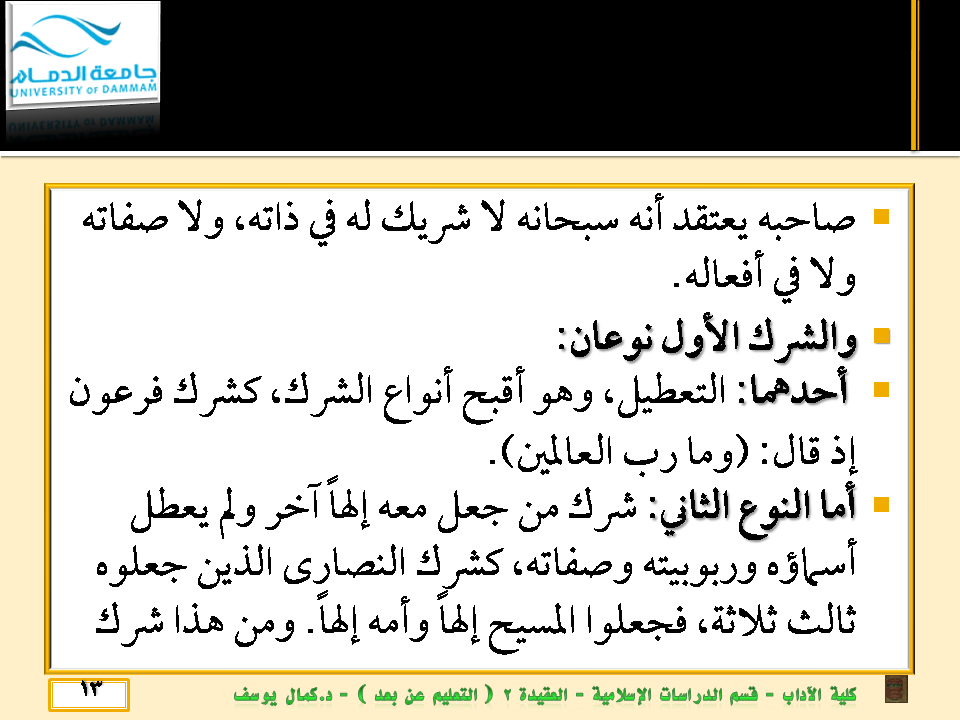 جامعة الدمام
UNIVERSITY OF DAMMAM
صاحبه يعتقد أنه سبحانه لا شريك له في ذاته، ولا صفاته
ولا في أفعاله.
والشرك الأول نوعان:
أحدهما: التعطيل، وهو أقبح أنواع الشرك، كشرك فرعون
إذ قال: (وما رب العالمين).
أما النوع الثاني: شرك من جعل معه إلهاً آخر ولم يعطل
أسماؤه وربوبيته وصفاته، كشرك النصارى الذين جعلوه
ثالث ثلاثة، فجعلوا المسيح إلهاً وأمه إلهاً. ومن هذا شرك
كلية الآداب - قسم الدراسات الإسلامية - العقيدة ٢ ( التعليم عن بعد ) - د.كمال يوسف
١٣